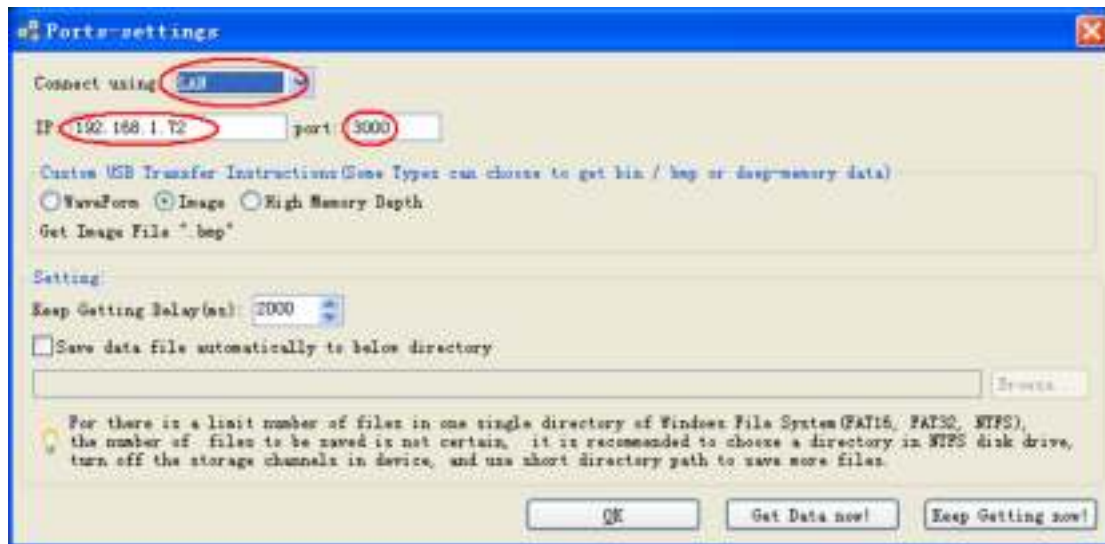 Ports-settings
Connect using: LAN
IP: 192.168.1.72 port: 3000
Custom USB Transfer Instructions(Some Types can choose to get bin / bmp or deep-memory data)
WaveForm Image High Memory Depth
Get Image File ".bmp"
Setting
Keep Getting Delay(ms): 2000
Save data file automatically to below directory
Browse...
For there is a limit number of files in one single directory of Windows File System(FAT16, FAT32, NTFS),
the number of files to be saved is not certain, it is recommended to choose a directory in NTFS disk drive,
turn off the storage channels in device, and use short directory path to save more files.
OK Get Data now! Keep Getting now!